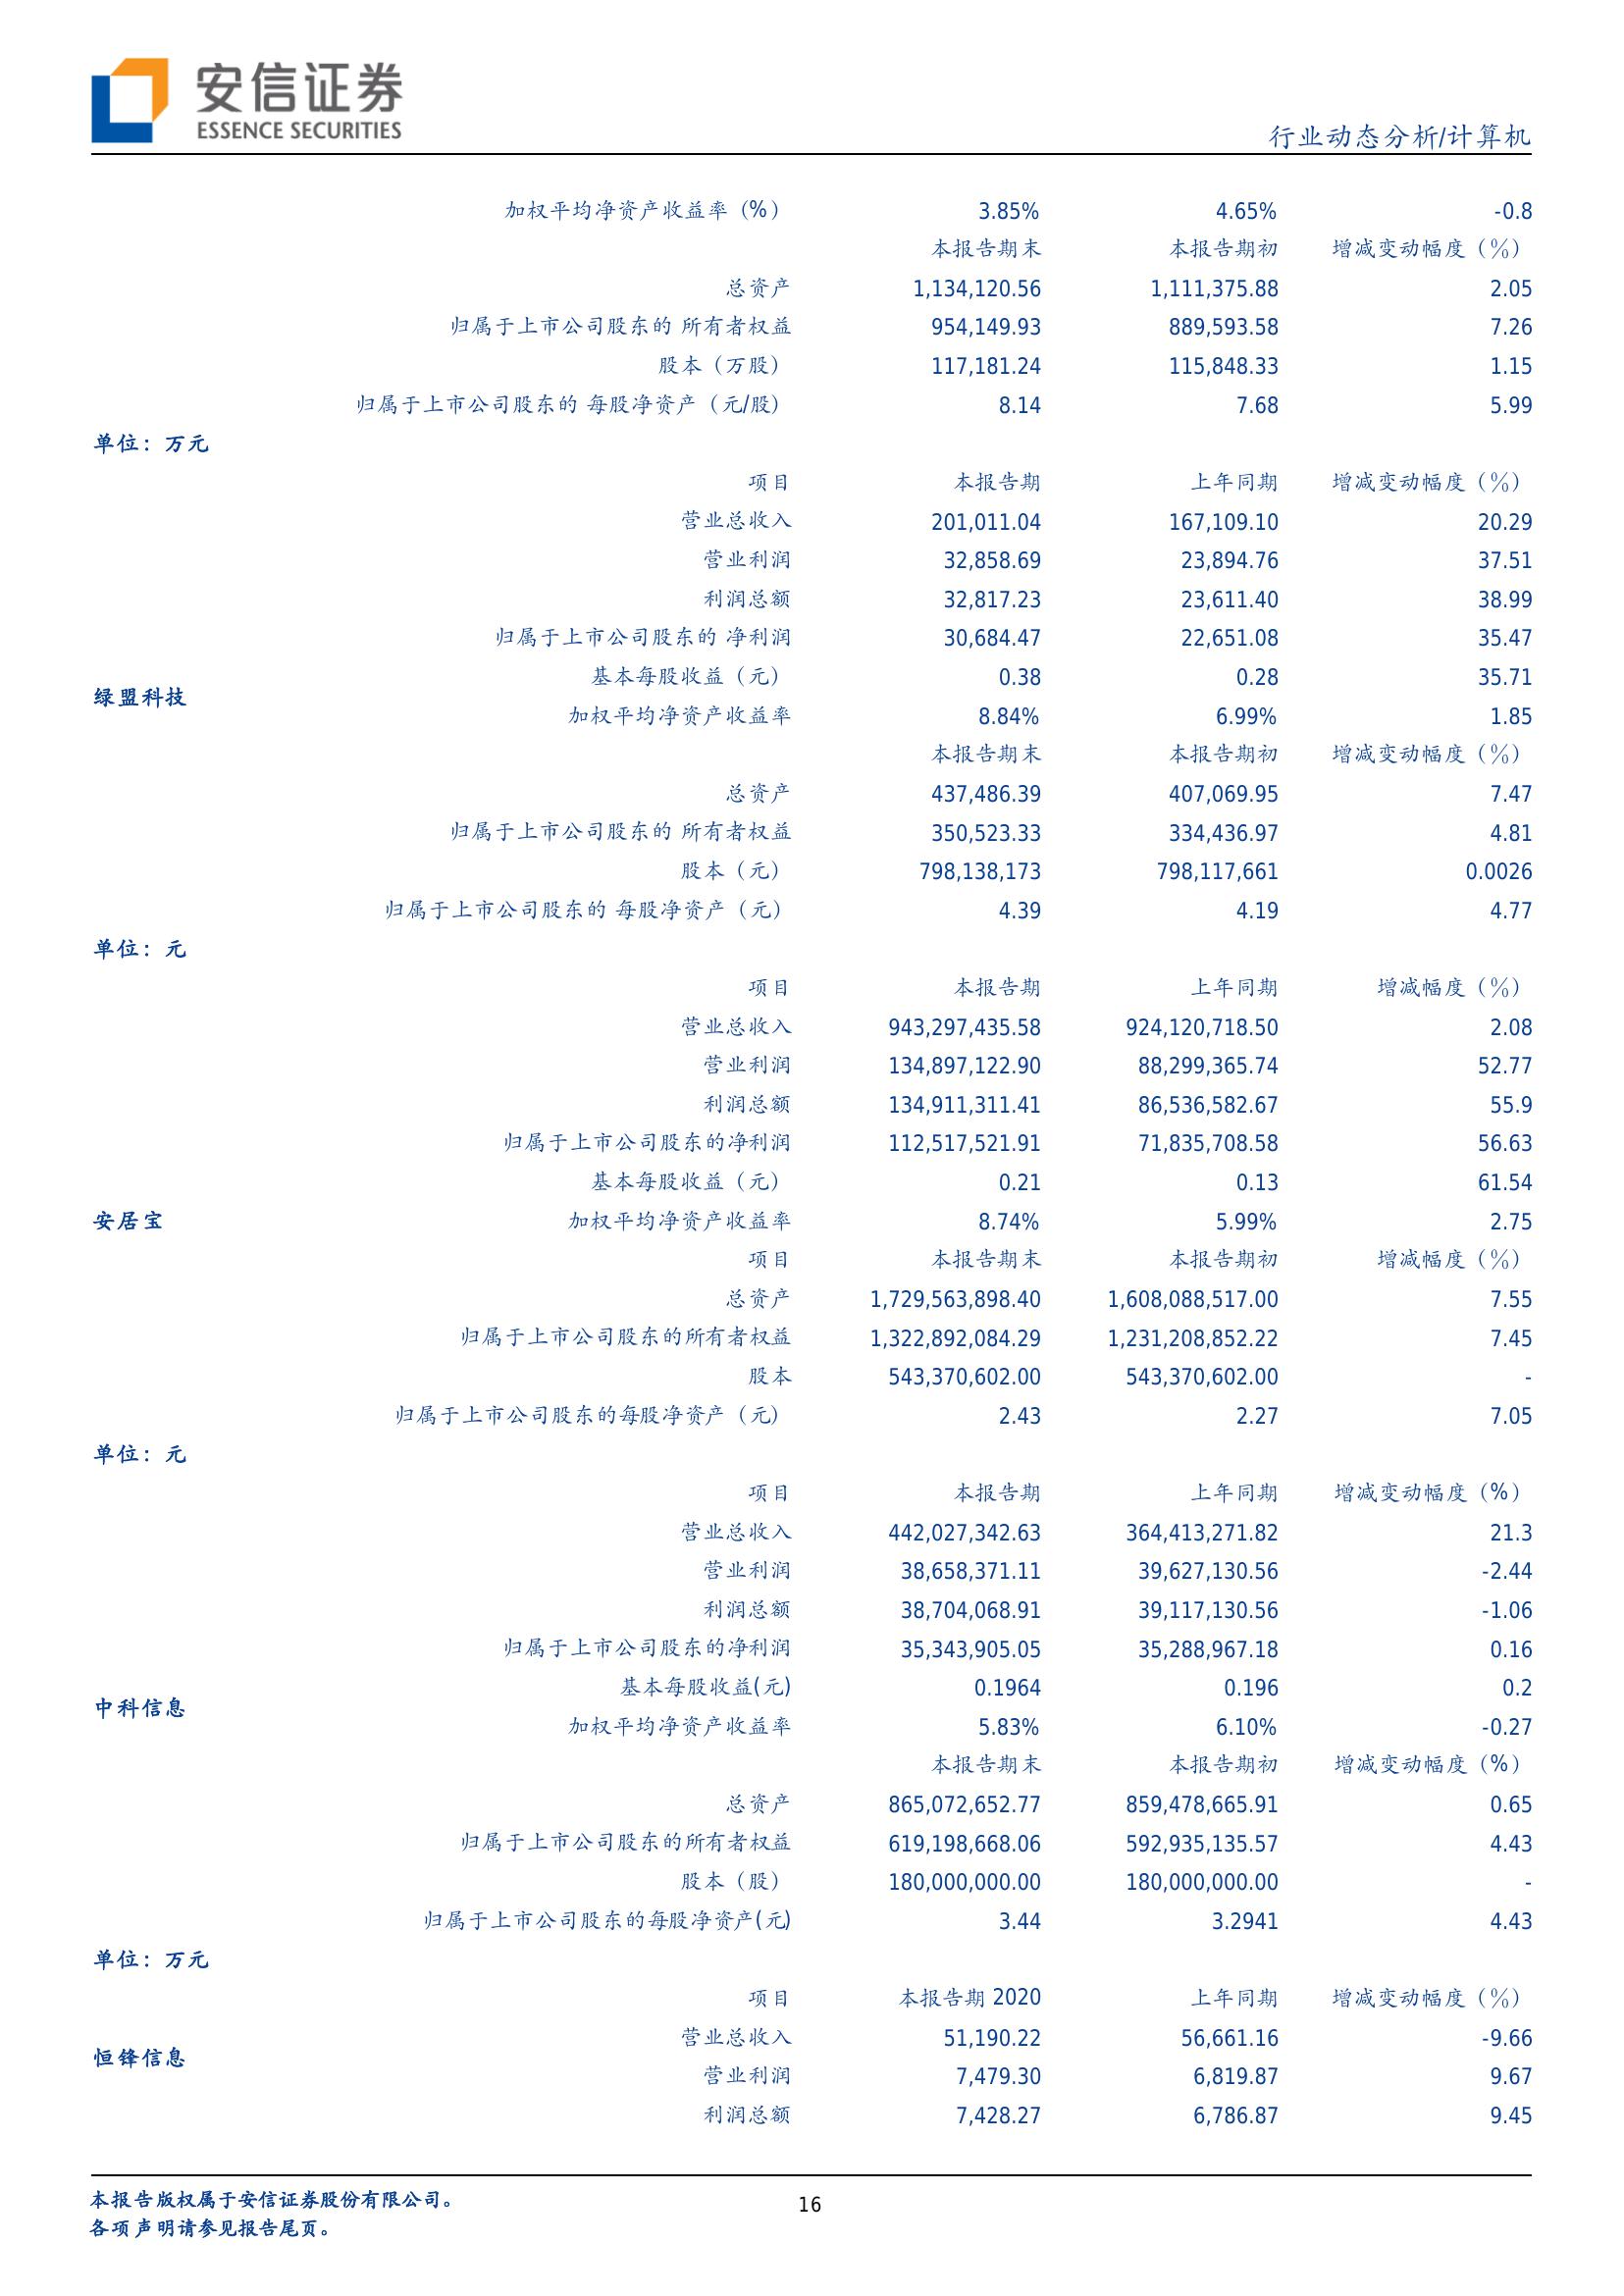 安信证券
ESSENCE SECURITIES
行业动态分析/计算机
加权平均净资产收益率（%） 3.85% 4.65% -0.8
本报告期末 本报告期初 增减变动幅度（％）
总资产 1,134,120.56 1,111,375.88 2.05
归属于上市公司股东的 所有者权益 954,149.93 889,593.58 7.26
股本（万股） 117,181.24 115,848.33 1.15
归属于上市公司股东的 每股净资产（元/股） 8.14 7.68 5.99
单位：万元
项目 本报告期 上年同期 增减变动幅度（％）
营业总收入 201,011.04 167,109.10 20.29
营业利润 32,858.69 23,894.76 37.51
利润总额 32,817.23 23,611.40 38.99
归属于上市公司股东的 净利润 30,684.47 22,651.08 35.47
基本每股收益（元） 0.38 0.28 35.71
绿盟科技
加权平均净资产收益率 8.84% 6.99% 1.85
本报告期末 本报告期初 增减变动幅度（％）
总资产 437,486.39 407,069.95 7.47
归属于上市公司股东的 所有者权益 350,523.33 334,436.97 4.81
股本（元） 798,138,173 798,117,661 0.0026
归属于上市公司股东的 每股净资产（元） 4.39 4.19 4.77
单位：元
项目 本报告期 上年同期 增减幅度（％）
营业总收入 943,297,435.58 924,120,718.50 2.08
营业利润 134,897,122.90 88,299,365.74 52.77
利润总额 134,911,311.41 86,536,582.67 55.9
归属于上市公司股东的净利润 112,517,521.91 71,835,708.58 56.63
基本每股收益（元） 0.21 0.13 61.54
安居宝 加权平均净资产收益率 8.74% 5.99% 2.75
项目 本报告期末 本报告期初 增减幅度（％）
总资产 1,729,563,898.40 1,608,088,517.00 7.55
归属于上市公司股东的所有者权益 1,322,892,084.29 1,231,208,852.22 7.45
股本 543,370,602.00 543,370,602.00 -
归属于上市公司股东的每股净资产（元） 2.43 2.27 7.05
单位：元
项目 本报告期 上年同期 增减变动幅度（%）
营业总收入 442,027,342.63 364,413,271.82 21.3
营业利润 38,658,371.11 39,627,130.56 -2.44
利润总额 38,704,068.91 39,117,130.56 -1.06
归属于上市公司股东的净利润 35,343,905.05 35,288,967.18 0.16
基本每股收益(元) 0.1964 0.196 0.2
中科信息
加权平均净资产收益率 5.83% 6.10% -0.27
本报告期末 本报告期初 增减变动幅度（%）
总资产 865,072,652.77 859,478,665.91 0.65
归属于上市公司股东的所有者权益 619,198,668.06 592,935,135.57 4.43
股本（股） 180,000,000.00 180,000,000.00 -
归属于上市公司股东的每股净资产(元) 3.44 3.2941 4.43
单位：万元
项目 本报告期 2020 上年同期 增减变动幅度（％）
营业总收入 51,190.22 56,661.16 -9.66
恒锋信息
营业利润 7,479.30 6,819.87 9.67
利润总额 7,428.27 6,786.87 9.45
本报告版权属于安信证券股份有限公司。
各项声明请参见报告尾页。
16